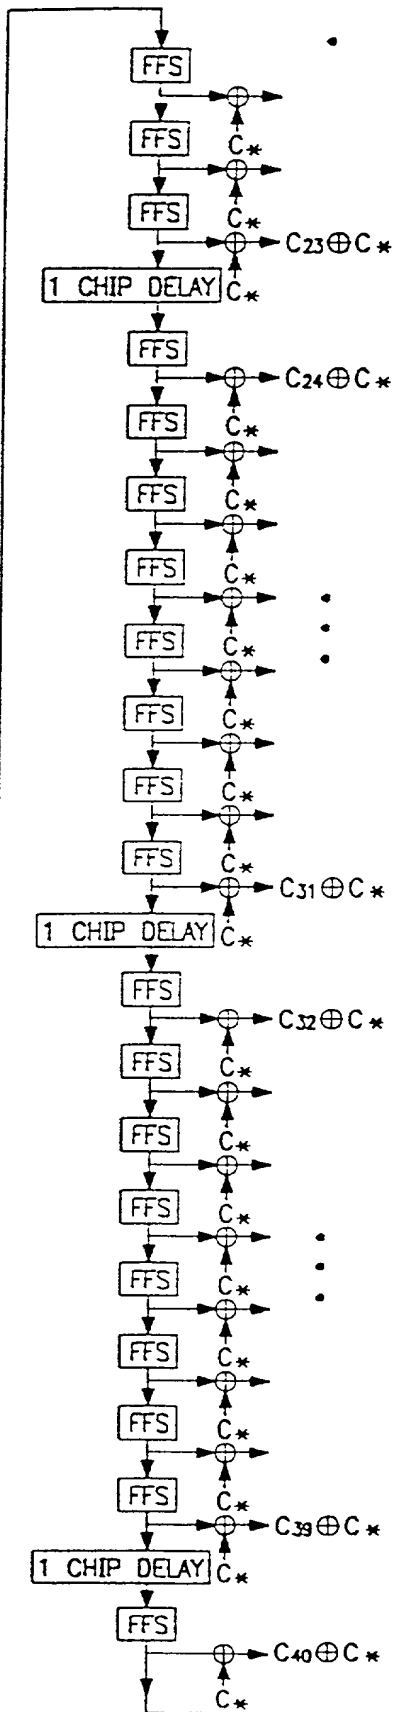 FFS
FFS
C*
FFS
C*
C23⊕C*
1 CHIP DELAY
C*
FFS
C24⊕C*
FFS
C*
FFS
C*
FFS
C*
FFS
C*
FFS
C*
FFS
C*
FFS
C*
C31⊕C*
1 CHIP DELAY
C*
FFS
C32⊕C*
FFS
C*
FFS
C*
FFS
C*
FFS
C*
FFS
C*
FFS
C*
FFS
C*
C39⊕C*
1 CHIP DELAY
C*
FFS
C40⊕C*
C*